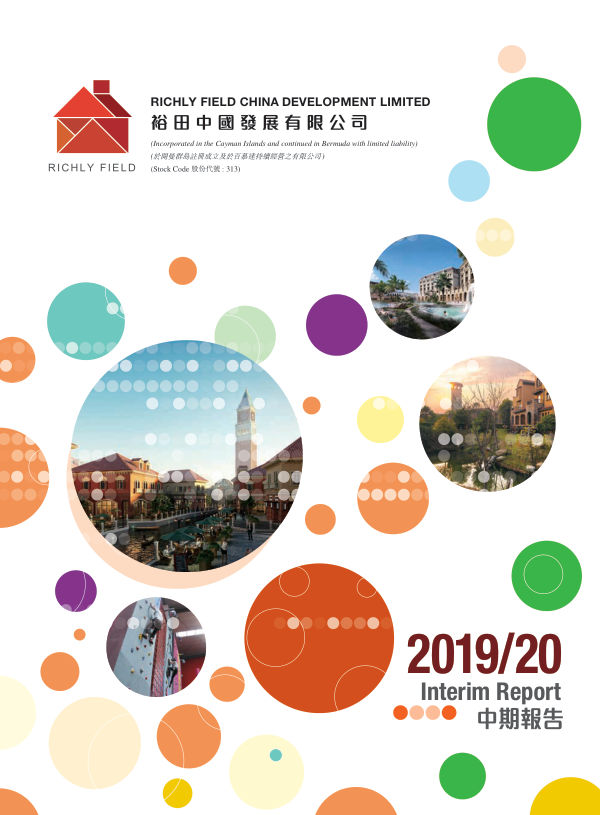 RICHLY FIELD CHINA DEVELOPMENT LIMITED
裕田中國發展有限公司
(Incorporated in the Cayman Islands and continued in Bermuda with limited liability)
(於開曼群島註冊成立及於百慕達持續經營之有限公司)
(Stock Code 股份代號 : 313)
RICHLY FIELD
2019/20
Interim Report
中期報告